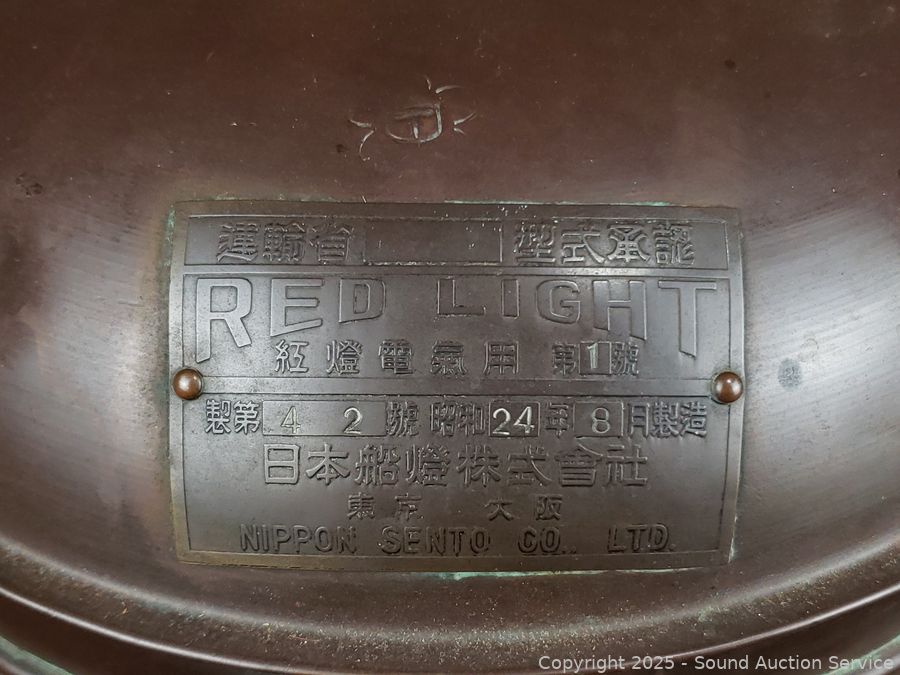 運輸省 型式承認
RED LIGHT
紅燈電氣用 第1號
製第 4 2 號 昭和24年8月製造
日本船燈株式會社
東京 大阪
NIPPON SENTO CO., LTD.
Copyright 2025 - Sound Auction Service